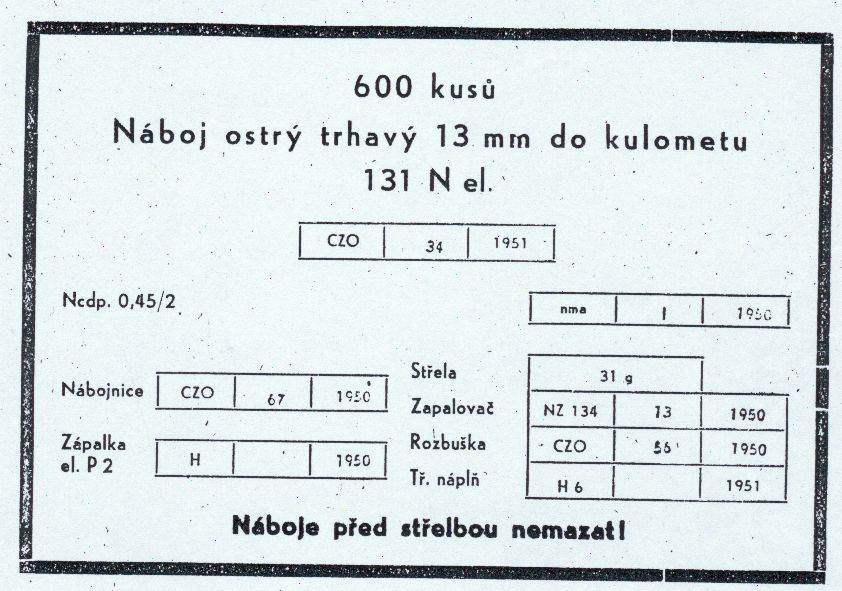 600 kusů
Náboj ostrý trhavý 13 mm do kulometu
131 N el.
CZO 34 1951
Ncdp. 0,45/2
nma 1 1950
Nábojnice CZO 67 1950
Zápalka el. P 2 H 1950
Střela 31 g
Zapalovač NZ 134 13 1950
Rozbuška CZO 56 1950
Tř. náplň H 6 1951
Náboje před střelbou nemazat!